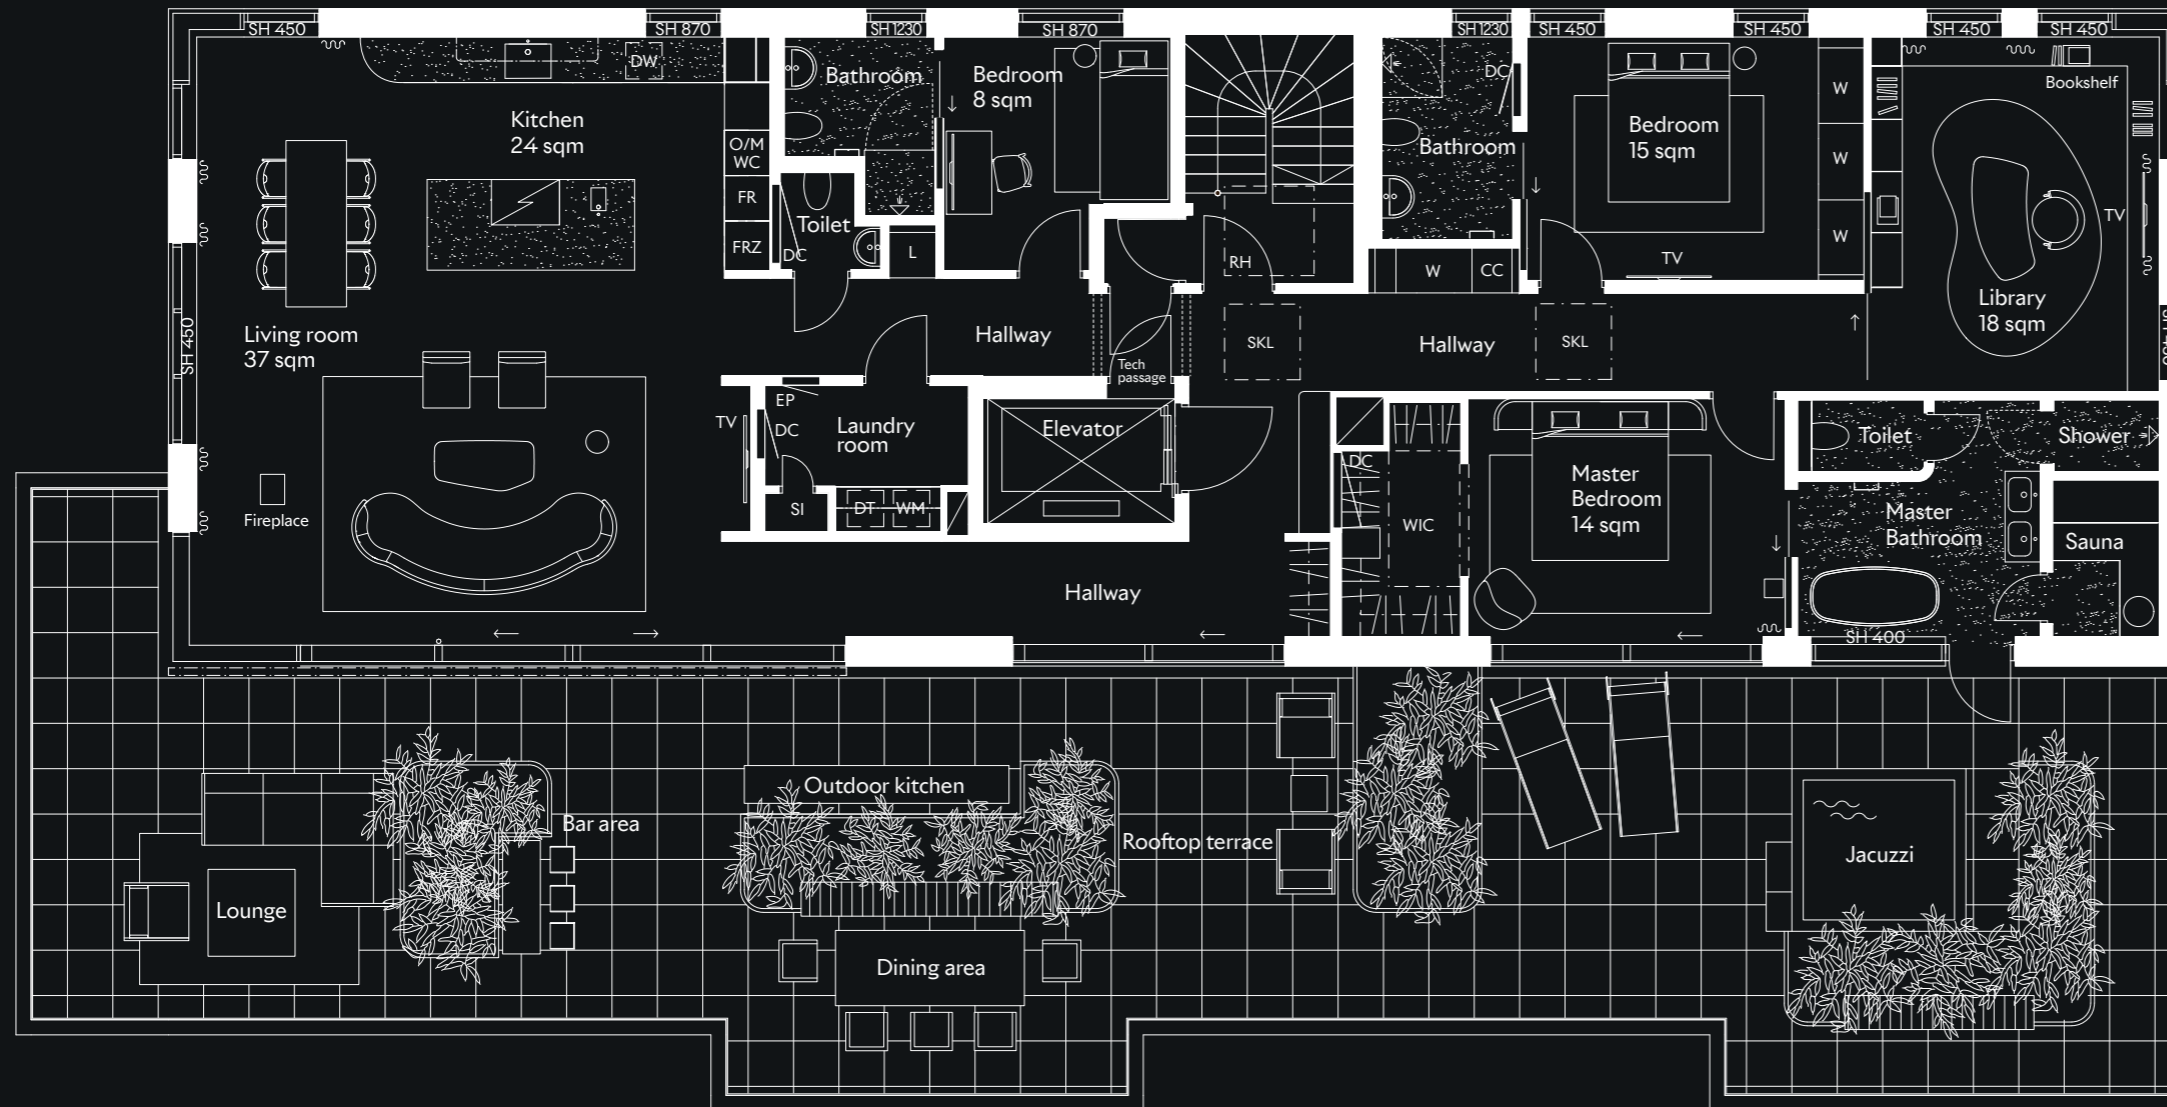 SH 450
SH 870
SH 1230
SH 870
SH 1230
SH 450
SH 450
SH 450
SH 450
DW
Kitchen
24 sqm
O/M
WC
FR
FRZ
Bathroom
Bedroom
8 sqm
Toilet
DC
L
RH
DC
Bathroom
W
CC
Bedroom
15 sqm
TV
W
W
W
Bookshelf
TV
Library
18 sqm
SH 450
Living room
37 sqm
Fireplace
TV
Hallway
Tech
passage
SKL
Hallway
SKL
EP
DC
Laundry
room
SI
DT
WM
Elevator
Hallway
DC
WIC
Master
Bedroom
14 sqm
Toilet
Shower
Master
Bathroom
Sauna
SH 400
Lounge
Bar area
Outdoor kitchen
Dining area
Rooftop terrace
Jacuzzi